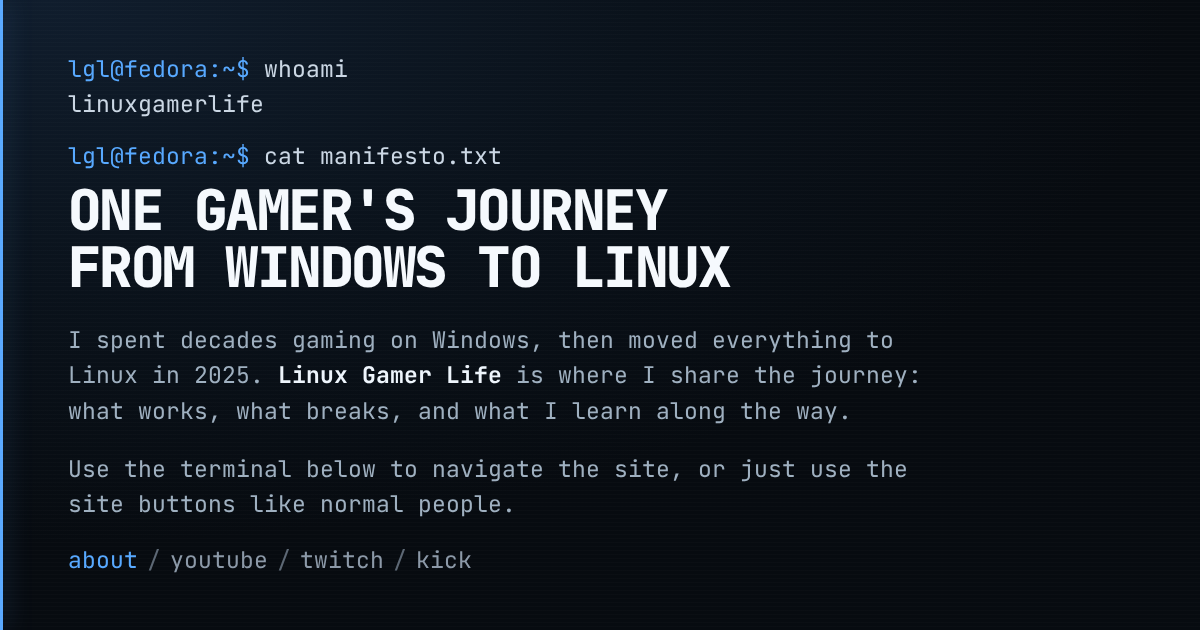 lgl@fedora:~$ whoami
linuxgamerlife
lgl@fedora:~$ cat manifesto.txt
ONE GAMER'S JOURNEY
FROM WINDOWS TO LINUX
I spent decades gaming on Windows, then moved everything to
Linux in 2025. Linux Gamer Life is where I share the journey:
what works, what breaks, and what I learn along the way.
Use the terminal below to navigate the site, or just use the
site buttons like normal people.
about / youtube / twitch / kick